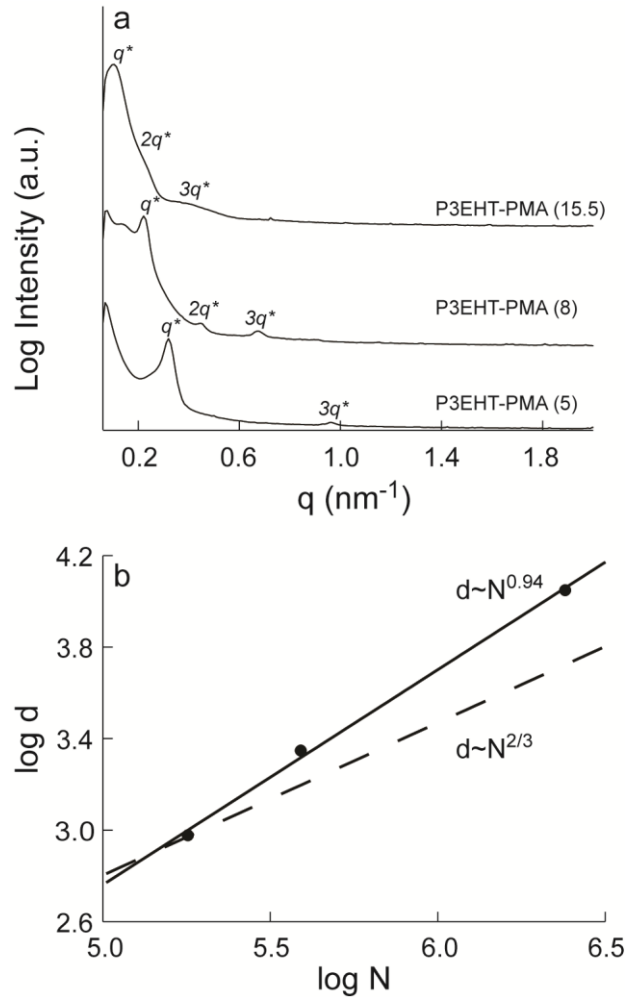 a
q*
2q*
3q*
P3EHT-PMA (15.5)
q*
2q*
3q*
P3EHT-PMA (8)
q*
3q*
P3EHT-PMA (5)
Log Intensity (a.u.)
0.2 0.6 1.0 1.4 1.8
q (nm⁻¹)
b
4.2
3.8
3.4
3.0
2.6
log d
d~N⁰·⁹⁴
d~N²/³
5.0 5.5 6.0 6.5
log N